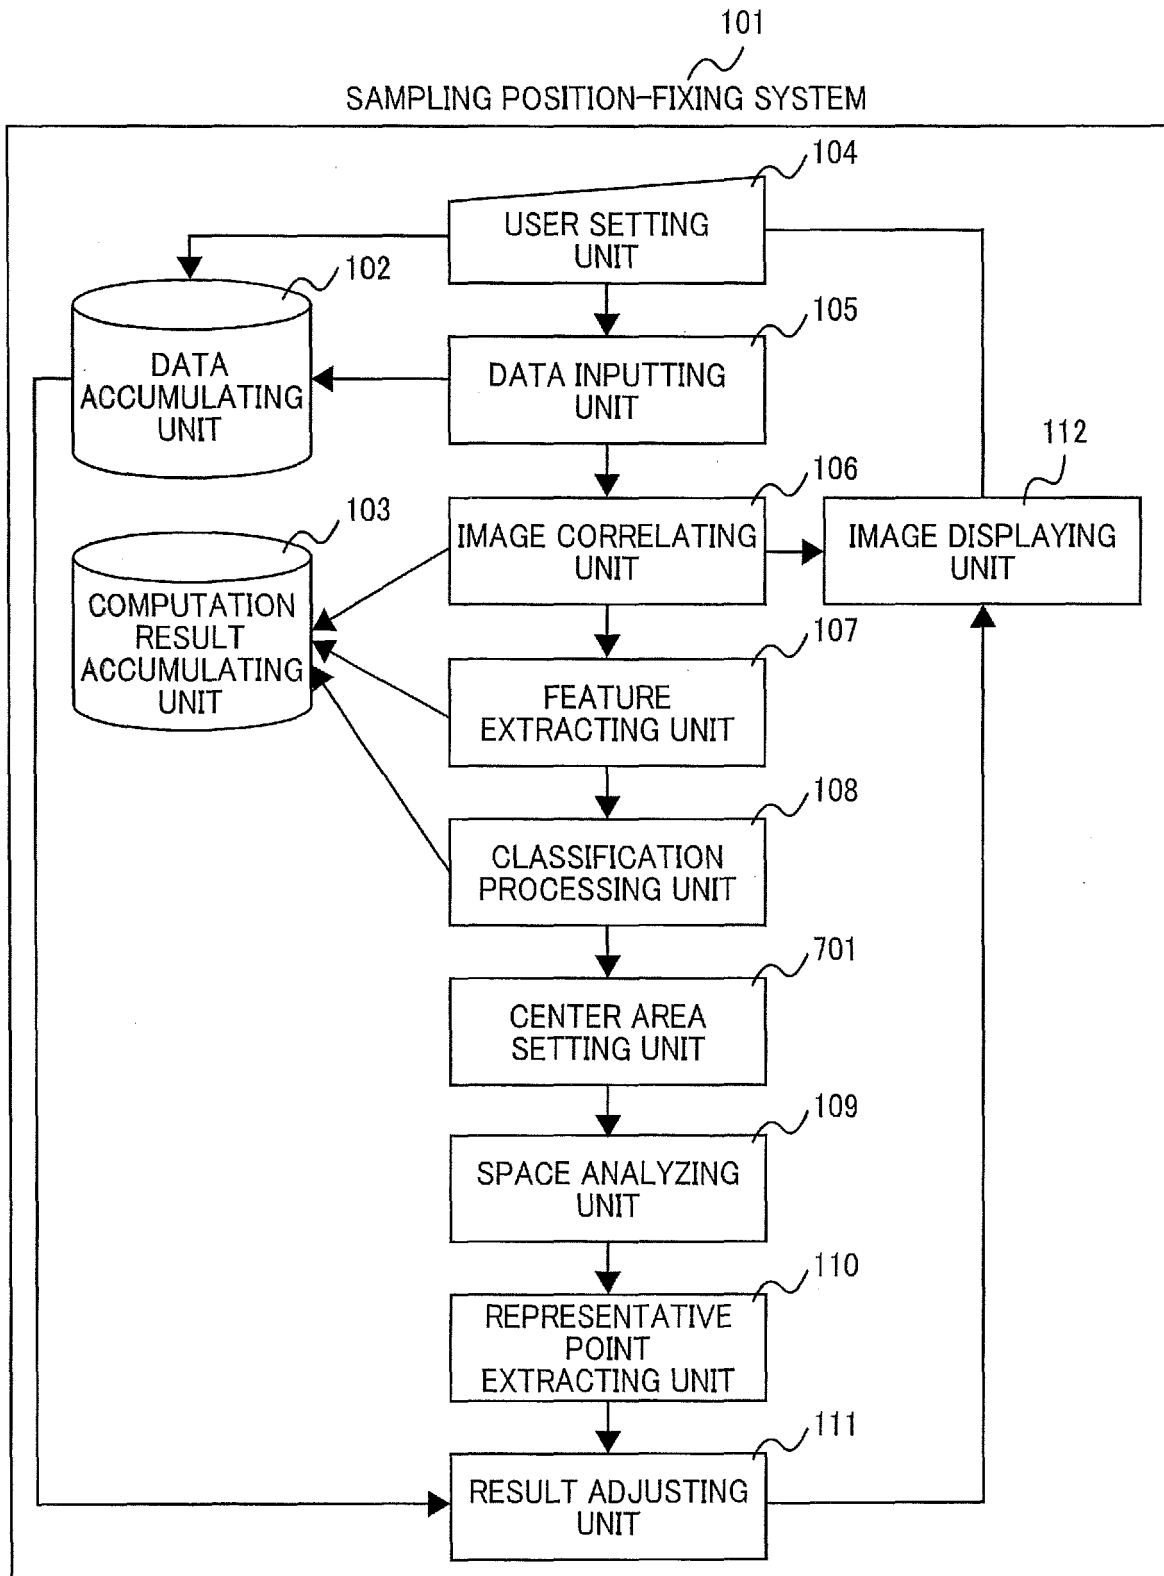 101
SAMPLING POSITION-FIXING SYSTEM
104
USER SETTING
UNIT
102
DATA
ACCUMULATING
UNIT
105
DATA INPUTTING
UNIT
112
IMAGE DISPLAYING
UNIT
103
COMPUTATION
RESULT
ACCUMULATING
UNIT
106
IMAGE CORRELATING
UNIT
107
FEATURE
EXTRACTING UNIT
108
CLASSIFICATION
PROCESSING UNIT
701
CENTER AREA
SETTING UNIT
109
SPACE ANALYZING
UNIT
110
REPRESENTATIVE
POINT
EXTRACTING UNIT
111
RESULT ADJUSTING
UNIT